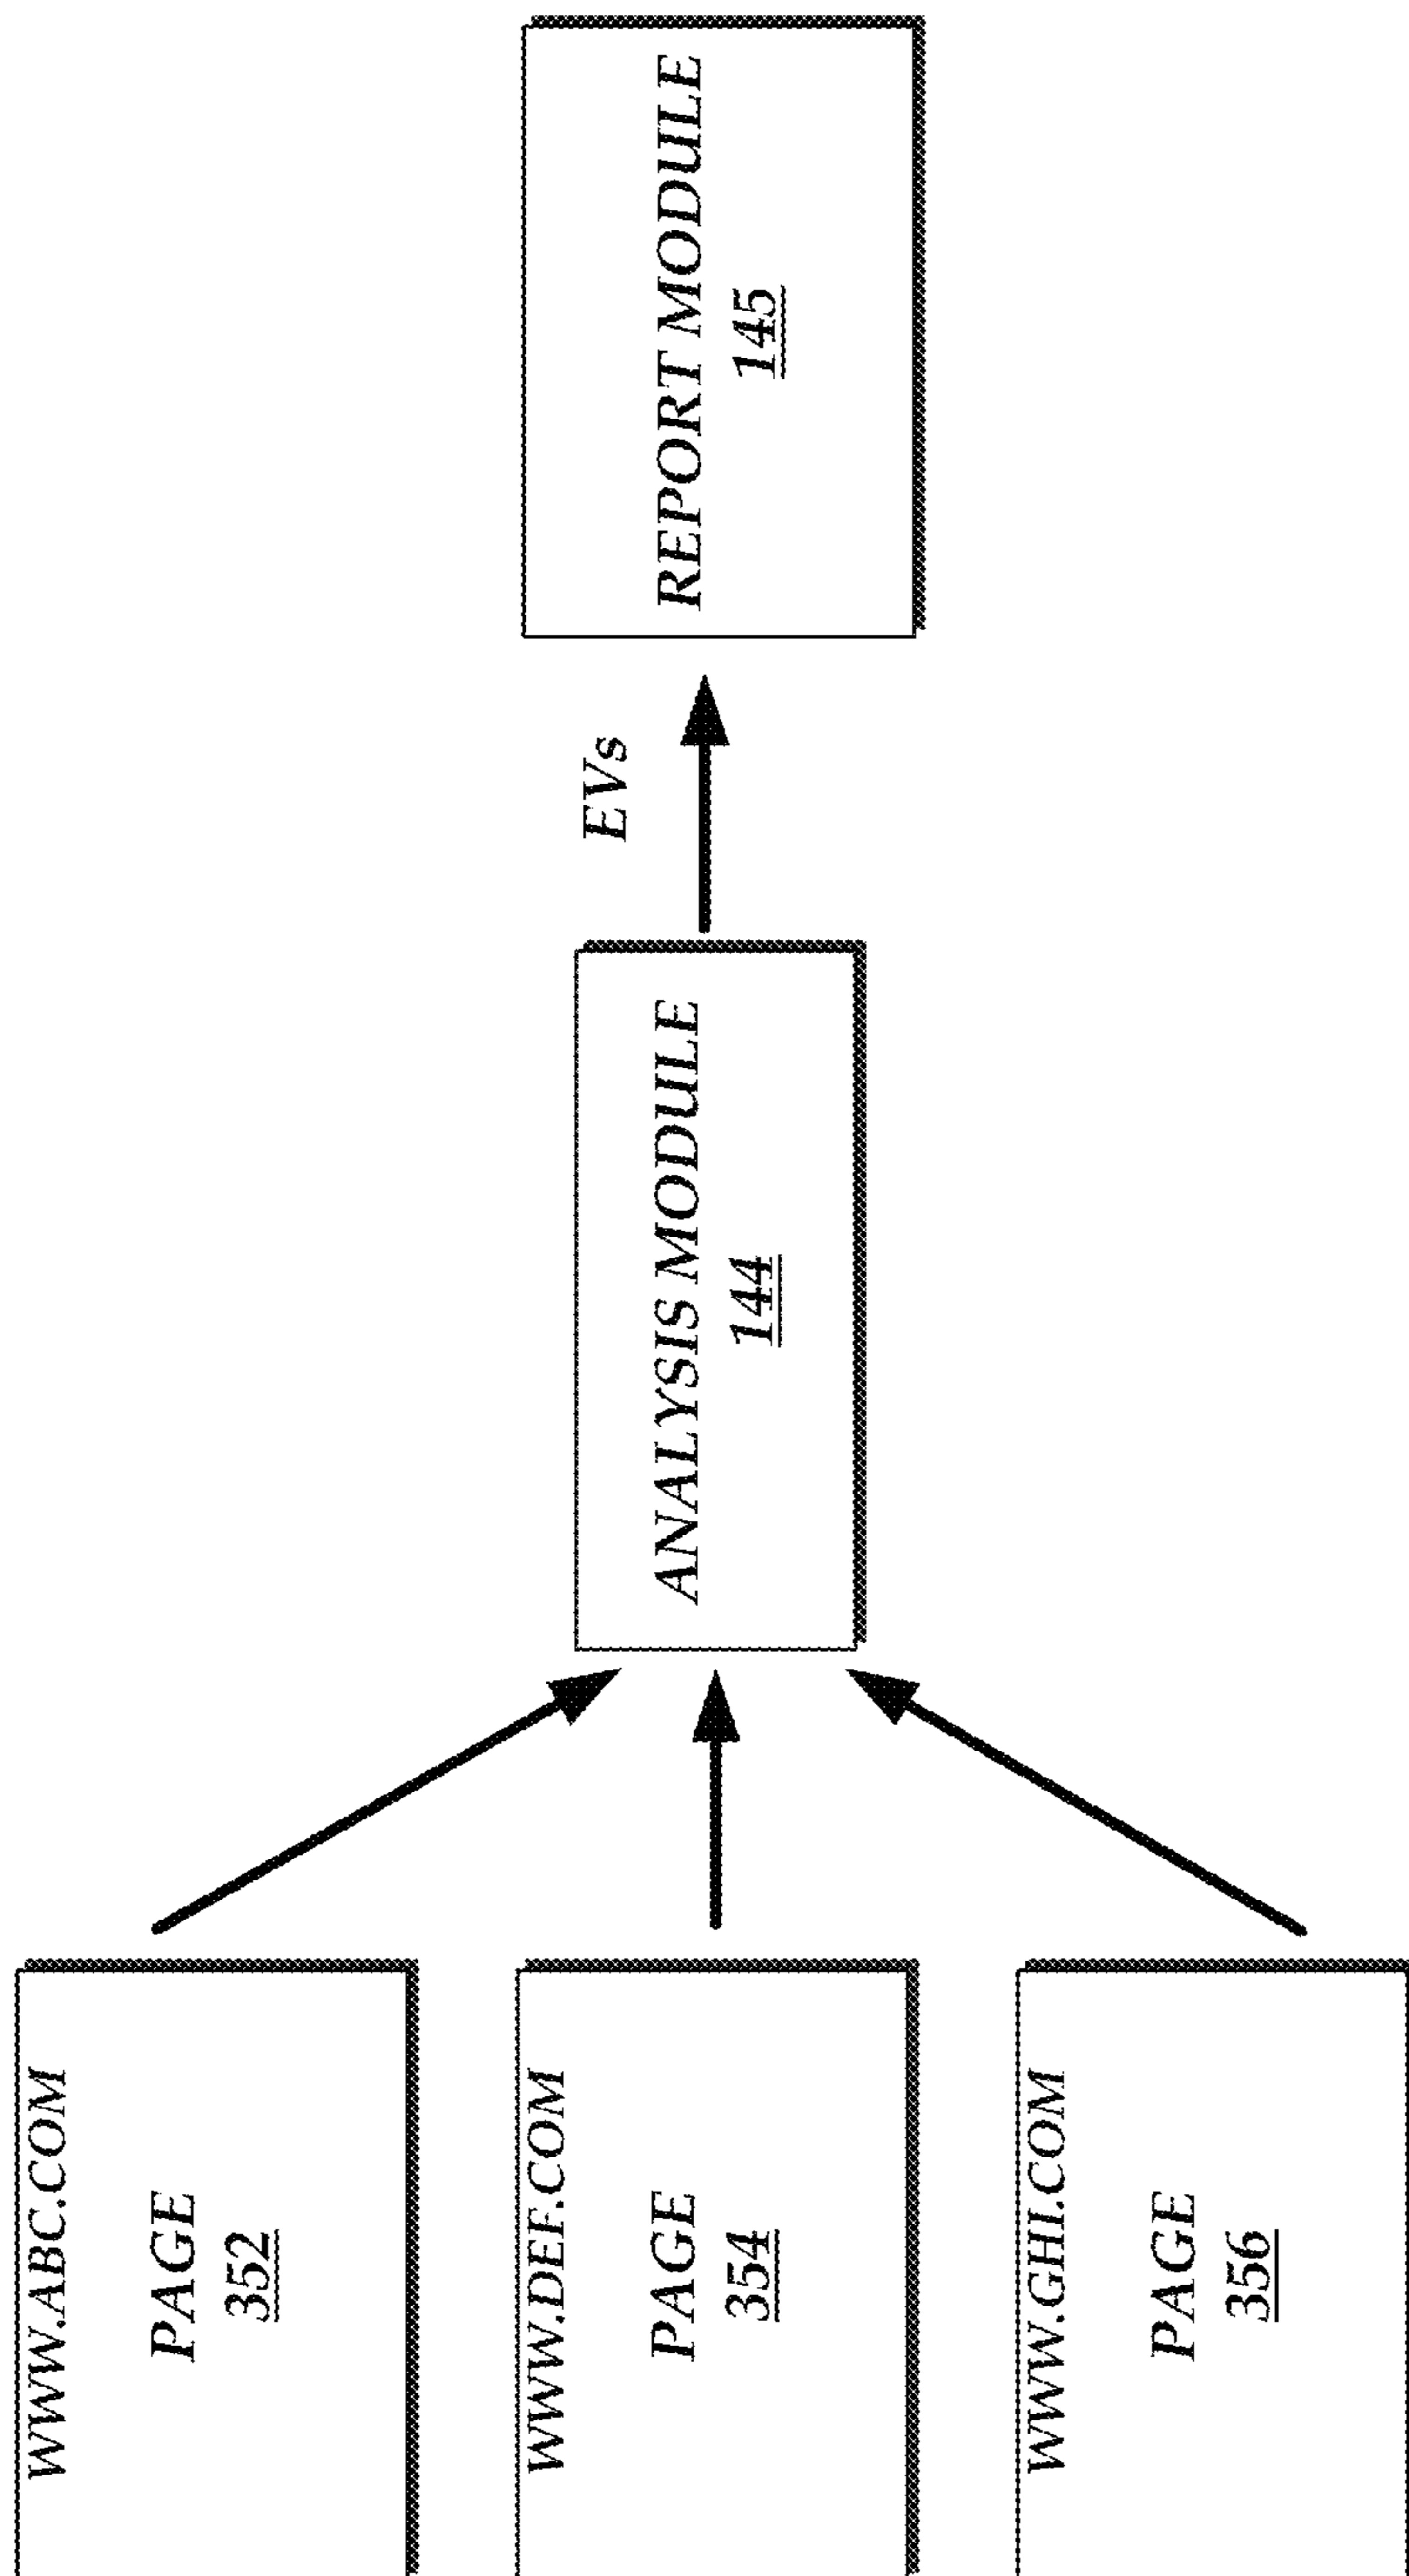 WWW.ABC.COM
PAGE
352
WWW.DEF.COM
PAGE
354
WWW.GHI.COM
PAGE
356
ANALYSIS MODULE
144
EVs
REPORT MODULE
145